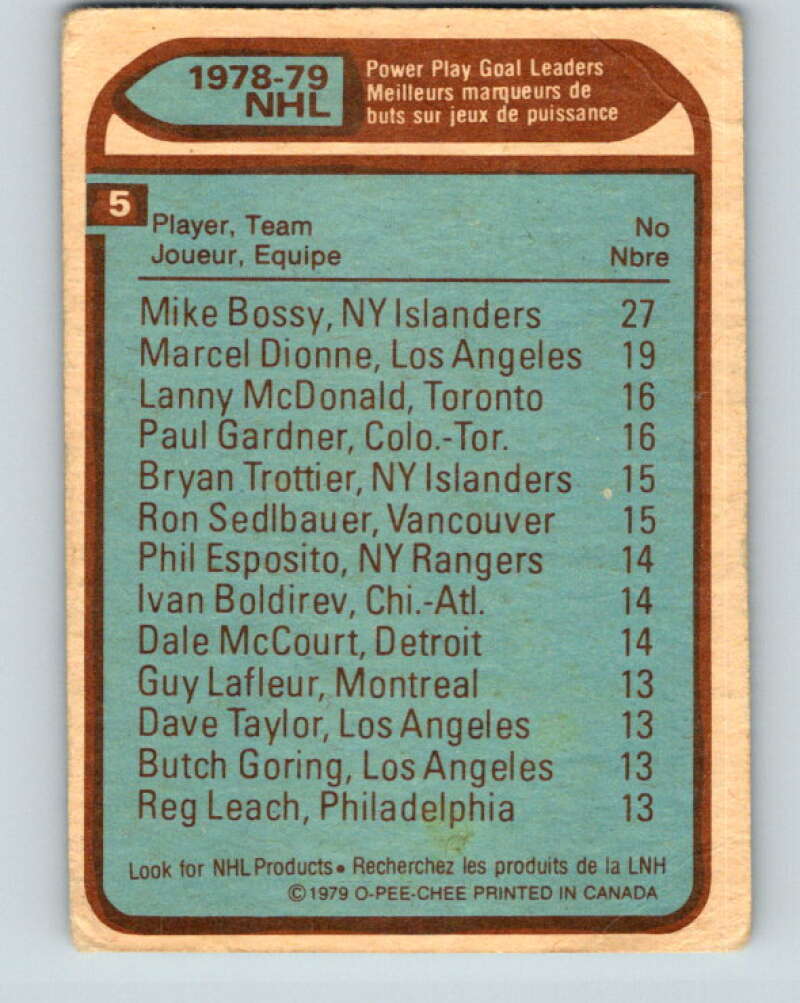 1978-79
NHL
Power Play Goal Leaders
Meilleurs marqueurs de
buts sur jeux de puissance
5
Player, Team No
Joueur, Equipe Nbre
Mike Bossy, NY Islanders 27
Marcel Dionne, Los Angeles 19
Lanny McDonald, Toronto 16
Paul Gardner, Colo.-Tor. 16
Bryan Trottier, NY Islanders 15
Ron Sedlbauer, Vancouver 15
Phil Esposito, NY Rangers 14
Ivan Boldirev, Chi.-Atl. 14
Dale McCourt, Detroit 14
Guy Lafleur, Montreal 13
Dave Taylor, Los Angeles 13
Butch Goring, Los Angeles 13
Reg Leach, Philadelphia 13
Look for NHL Products • Recherchez les produits de la LNH
© 1979 O-PEE-CHEE PRINTED IN CANADA